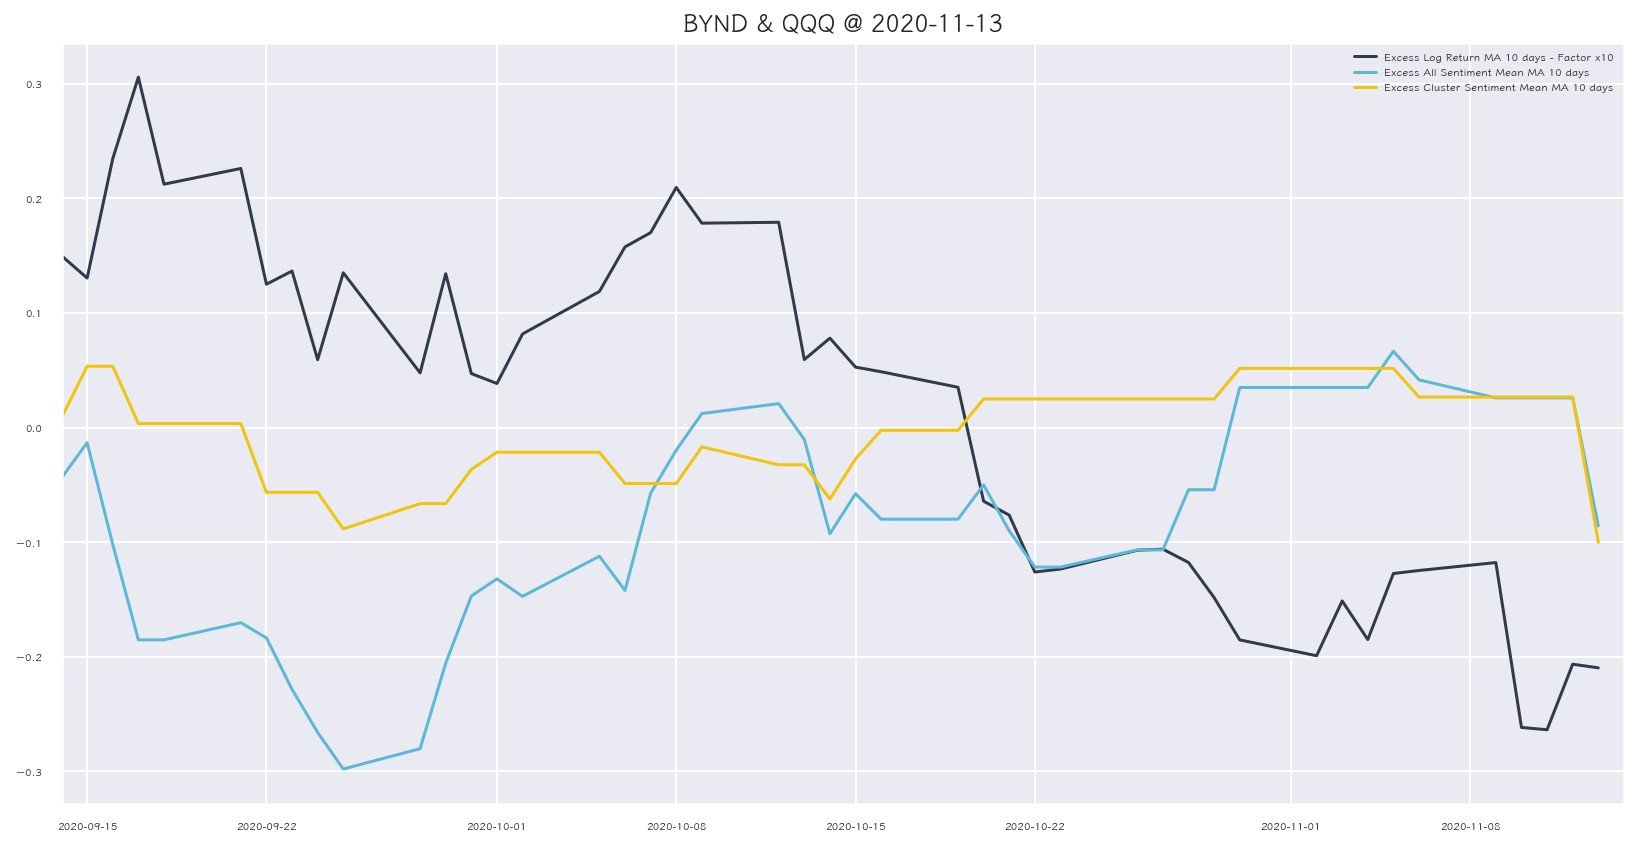 BYND & QQQ @ 2020-11-13
Excess Log Return MA 10 days - Factor x10
Excess All Sentiment Mean MA 10 days
Excess Cluster Sentiment Mean MA 10 days
0.3
0.2
0.1
0.0
−0.1
−0.2
−0.3
2020-09-15 2020-09-22 2020-10-01 2020-10-08 2020-10-15 2020-10-22 2020-11-01 2020-11-08